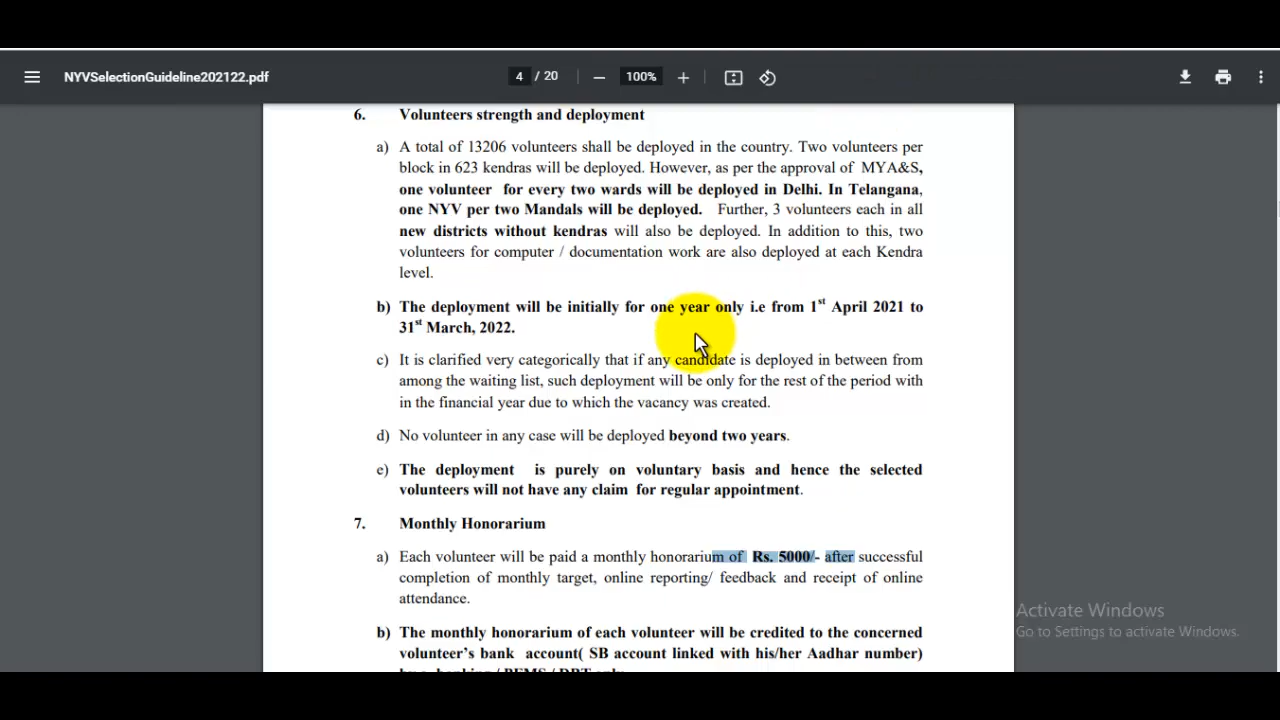 NYVSelectionGuideline202122.pdf
4 / 20
100%
6. Volunteers strength and deployment
a) A total of 13206 volunteers shall be deployed in the country. Two volunteers per
block in 623 kendras will be deployed. However, as per the approval of MYA&S,
one volunteer for every two wards will be deployed in Delhi. In Telangana,
one NYV per two Mandals will be deployed. Further, 3 volunteers each in all
new districts without kendras will also be deployed. In addition to this, two
volunteers for computer / documentation work are also deployed at each Kendra
level.
b) The deployment will be initially for one year only i.e from 1st April 2021 to
31st March, 2022.
c) It is clarified very categorically that if any candidate is deployed in between from
among the waiting list, such deployment will be only for the rest of the period with
in the financial year due to which the vacancy was created.
d) No volunteer in any case will be deployed beyond two years.
e) The deployment is purely on voluntary basis and hence the selected
volunteers will not have any claim for regular appointment.
7. Monthly Honorarium
a) Each volunteer will be paid a monthly honorarium of Rs. 5000/- after successful
completion of monthly target, online reporting/ feedback and receipt of online
attendance.
b) The monthly honorarium of each volunteer will be credited to the concerned
volunteer's bank account( SB account linked with his/her Aadhar number)
Activate Windows
Go to Settings to activate Windows.